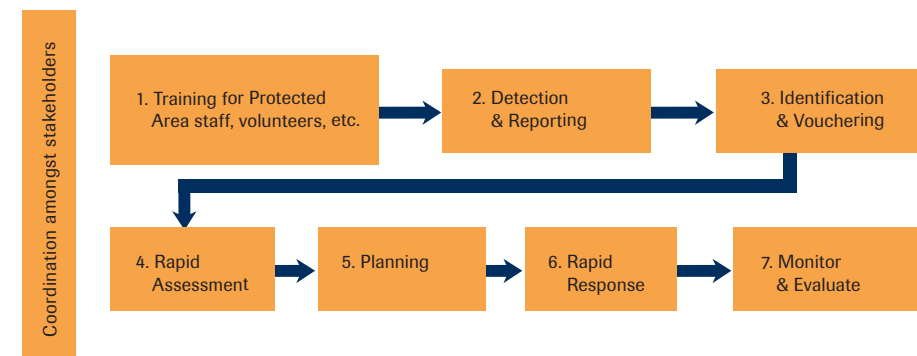 Coordination amongst stakeholders
1. Training for Protected
Area staff, volunteers, etc.
2. Detection
& Reporting
3. Identification
& Vouchering
4. Rapid
Assessment
5. Planning
6. Rapid
Response
7. Monitor
& Evaluate